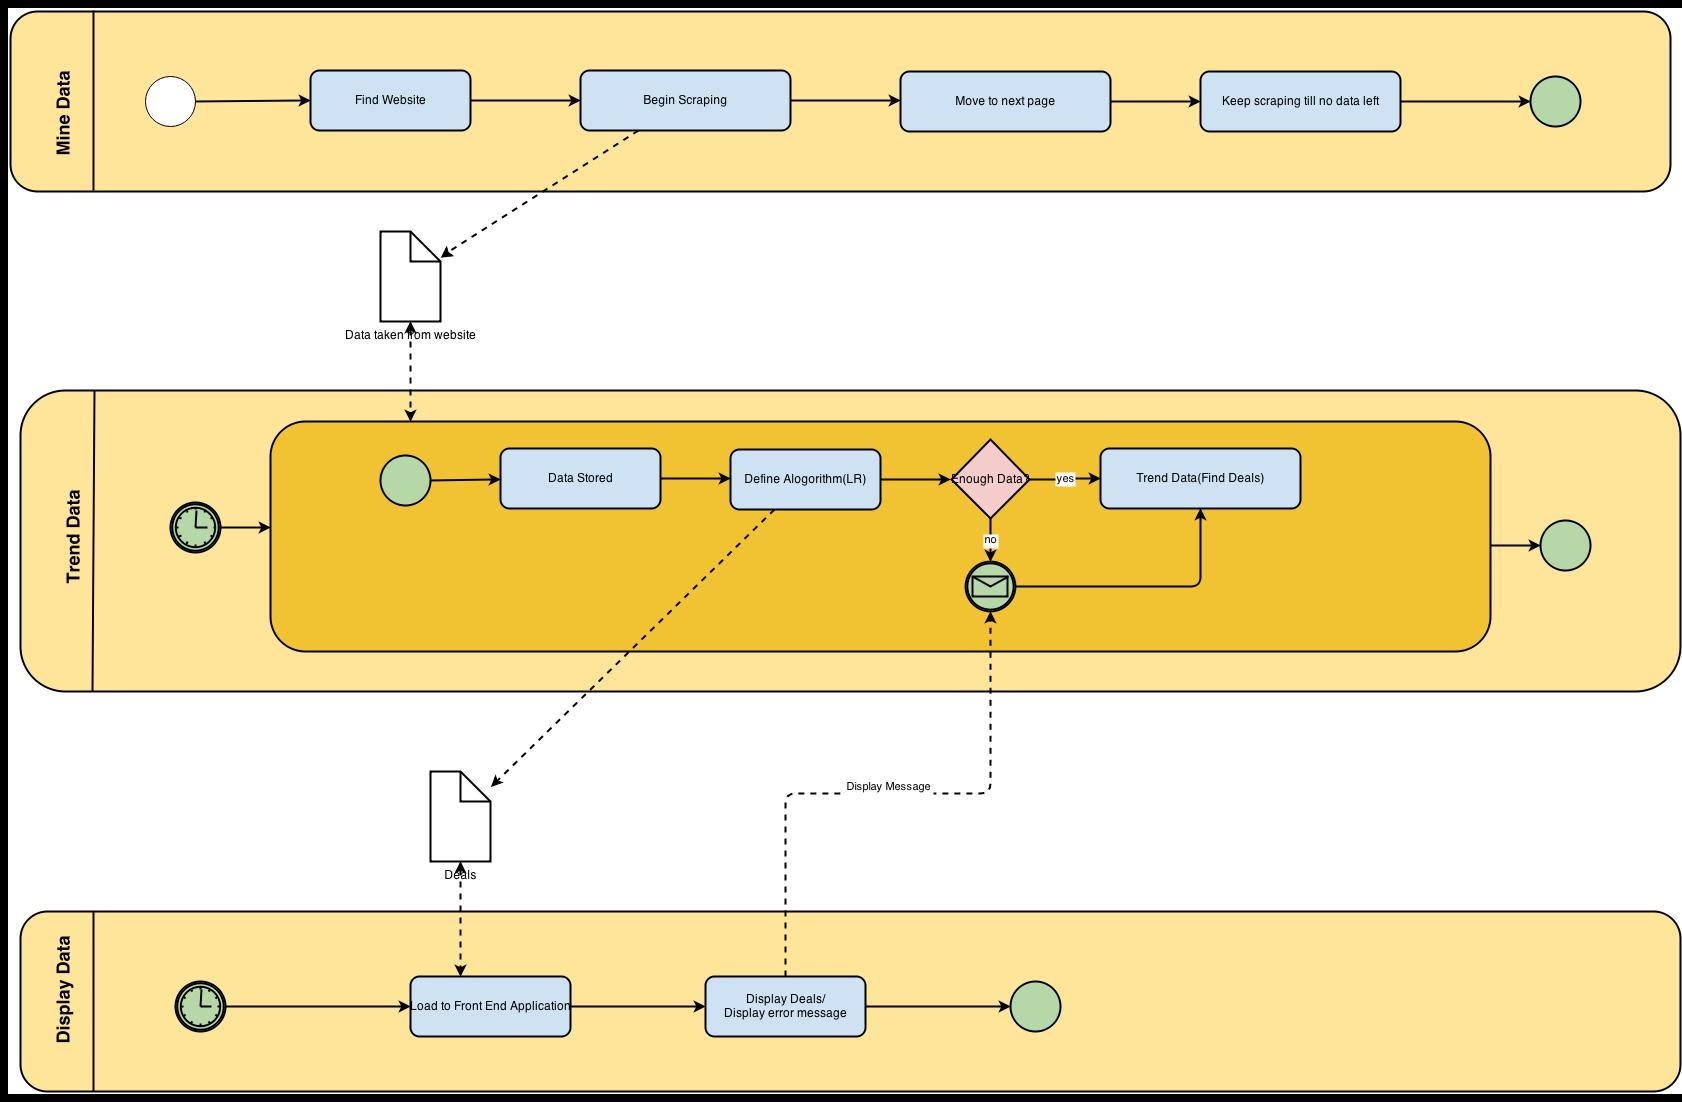 Mine Data
Find Website
Begin Scraping
Move to next page
Keep scraping till no data left
Data taken from website
Trend Data
Data Stored
Define Alogorithm(LR)
Enough Data?
yes
Trend Data(Find Deals)
no
Display Message
Deals
Display Data
Load to Front End Application
Display Deals/
Display error message